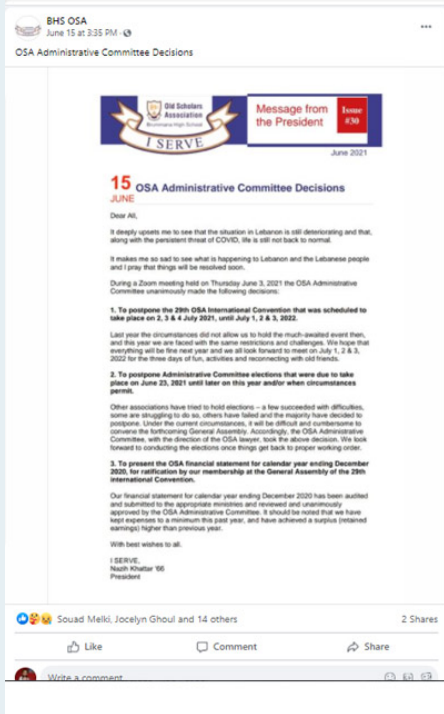 BHS OSA
June 15 at 3:35 PM ·
OSA Administrative Committee Decisions
Old Scholars
Association
Brummana High School
I SERVE
Message from
the President
Issue
#30
June 2021
15
JUNE
OSA Administrative Committee Decisions
Dear All,
It deeply upsets me to see that the situation in Lebanon is still deteriorating and that,
along with the persistent threat of COVID, life is still not back to normal.
It makes me so sad to see what is happening to Lebanon and the Lebanese people
and I pray that things will be resolved soon.
During a Zoom meeting held on Thursday June 3, 2021 the OSA Administrative
Committee unanimously made the following decisions:
1. To postpone the 29th OSA International Convention that was scheduled to
take place on 2, 3 & 4 July 2021, until July 1, 2 & 3, 2022.
Last year the circumstances did not allow us to hold the much-awaited event then,
and this year we are faced with the same restrictions and challenges. We hope that
everything will be fine next year and we all look forward to meet on July 1, 2 & 3,
2022 for the three days of fun, activities and reconnecting with old friends.
2. To postpone Administrative Committee elections that were due to take
place on June 23, 2021 until later on this year and/or when circumstances
permit.
Other associations have tried to hold elections – a few succeeded with difficulties,
some are struggling to do so, others have failed and the majority have decided to
postpone. Under the current circumstances, it will be difficult and cumbersome to
convene the forthcoming General Assembly. Accordingly, the OSA Administrative
Committee, with the direction of the OSA lawyer, took the above decision. We look
forward to conducting the elections once things get back to proper working order.
3. To present the OSA financial statement for calendar year ending December
2020, for ratification by our membership at the General Assembly of the 29th
International Convention.
Our financial statement for calendar year ending December 2020 has been audited
and submitted to the appropriate ministries and reviewed and unanimously
approved by the OSA Administrative Committee. It should be noted that we have
kept expenses to a minimum this past year, and have achieved a surplus (retained
earnings) higher than previous year.
With best wishes to all.
I SERVE,
Nazih Khattar '66
President
Souad Melki, Jocelyn Ghoul and 14 others
2 Shares
Like
Comment
Share
Write a comment